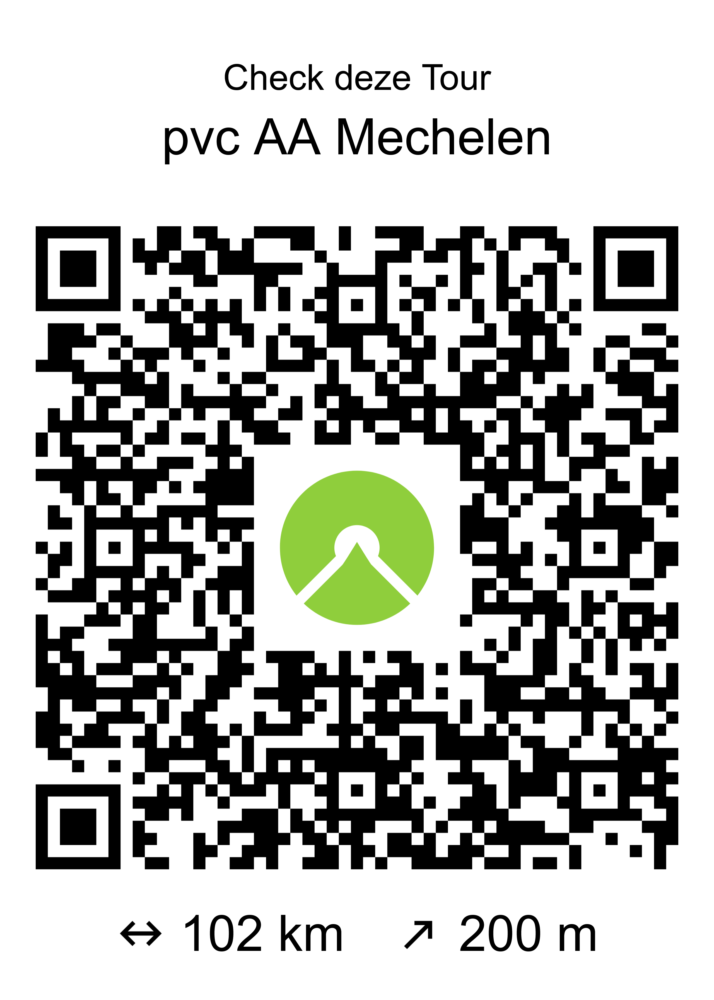 Check deze Tour
pvc AA Mechelen
↔ 102 km ↗ 200 m